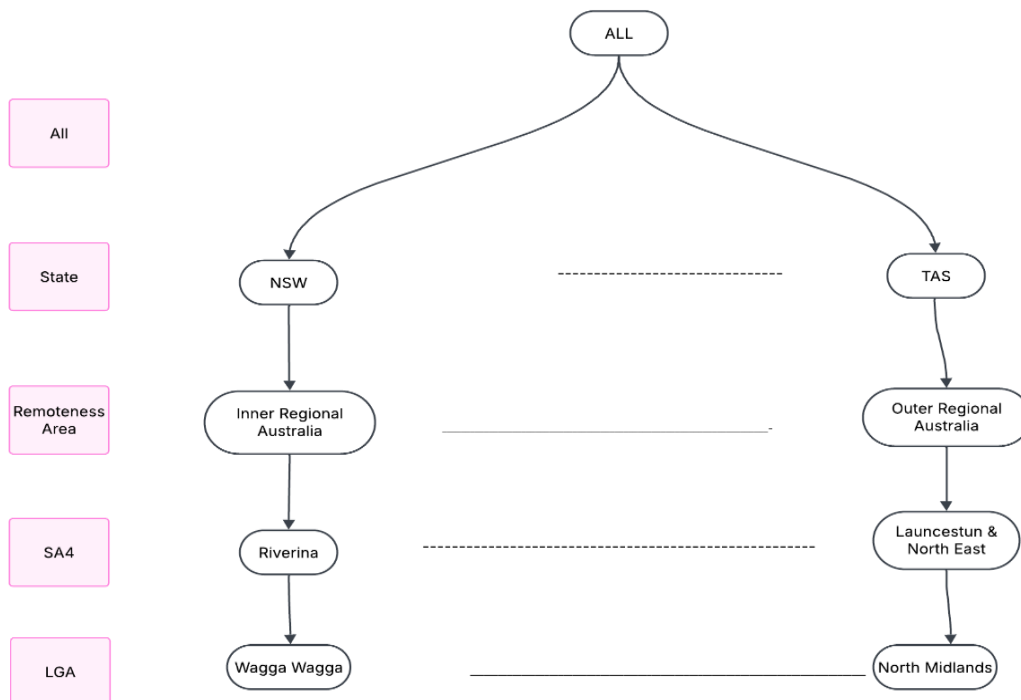 ALL
All
State
NSW
TAS
Remoteness
Area
Inner Regional
Australia
Outer Regional
Australia
SA4
Riverina
Launcestun &
North East
LGA
Wagga Wagga
North Midlands